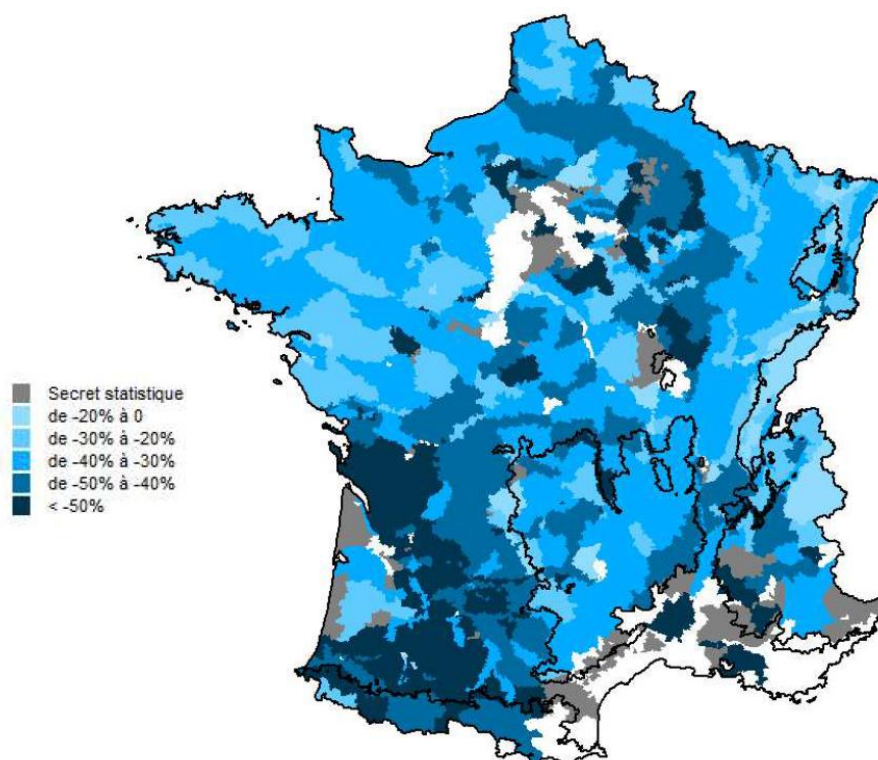 Secret statistique
de -20% à 0
de -30% à -20%
de -40% à -30%
de -50% à -40%
< -50%